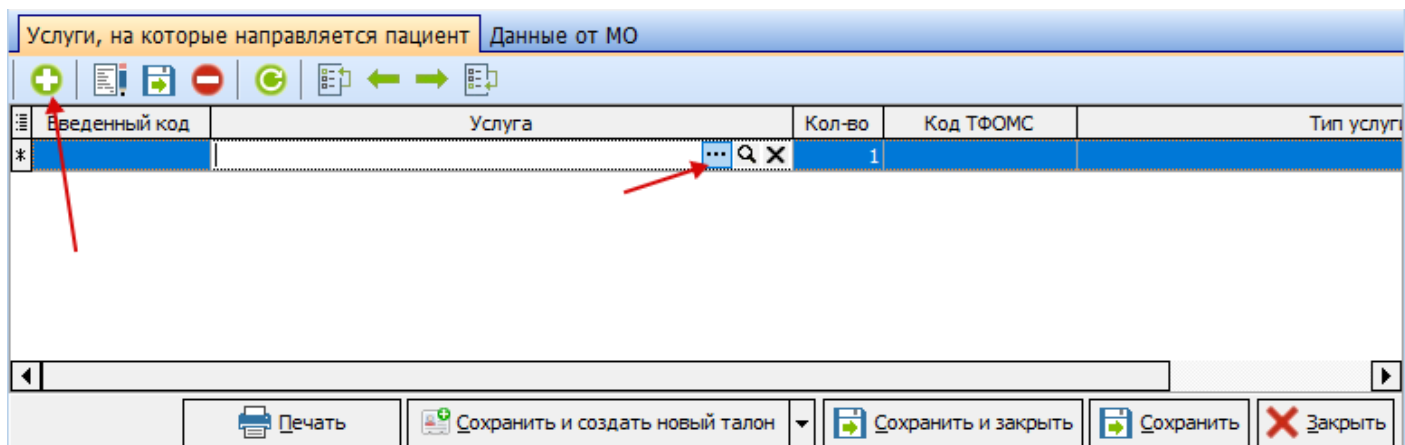 Услуги, на которые направляется пациент Данные от МО
Введенный код Услуга Кол-во Код ТФОМС Тип услуги
* 1
Печать Сохранить и создать новый талон Сохранить и закрыть Сохранить Закрыть